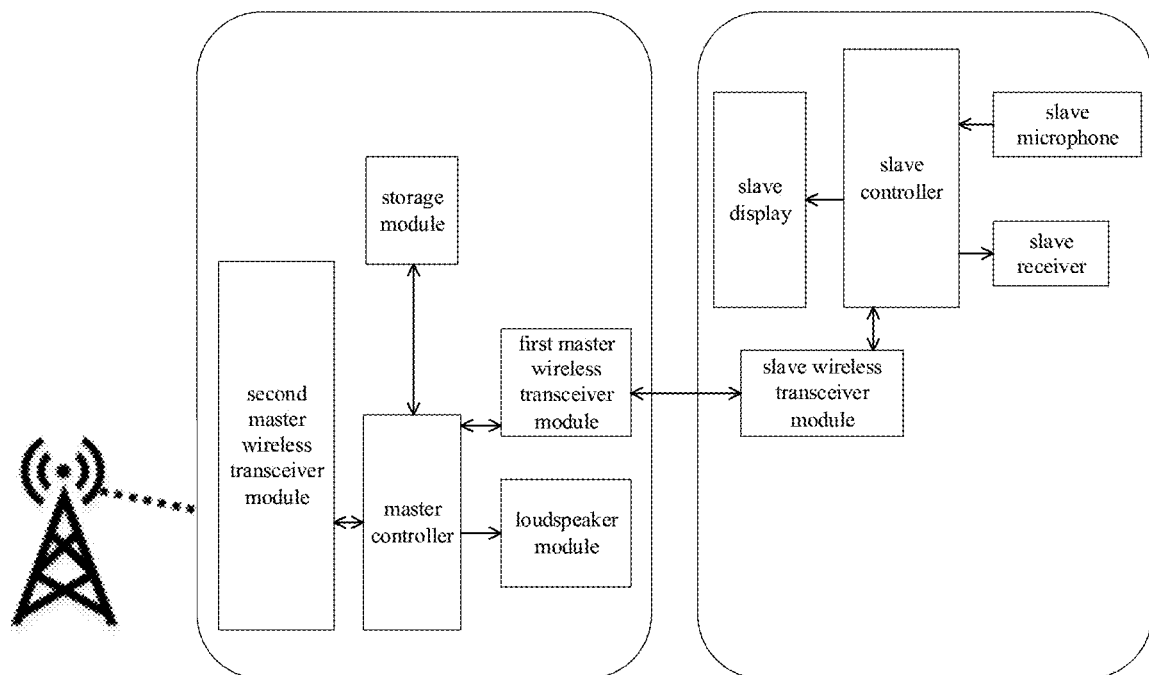 storage
module
second
master
wireless
transceiver
module
master
controller
first master
wireless
transceiver
module
loudspeaker
module
slave
display
slave
controller
slave
microphone
slave
receiver
slave wireless
transceiver
module